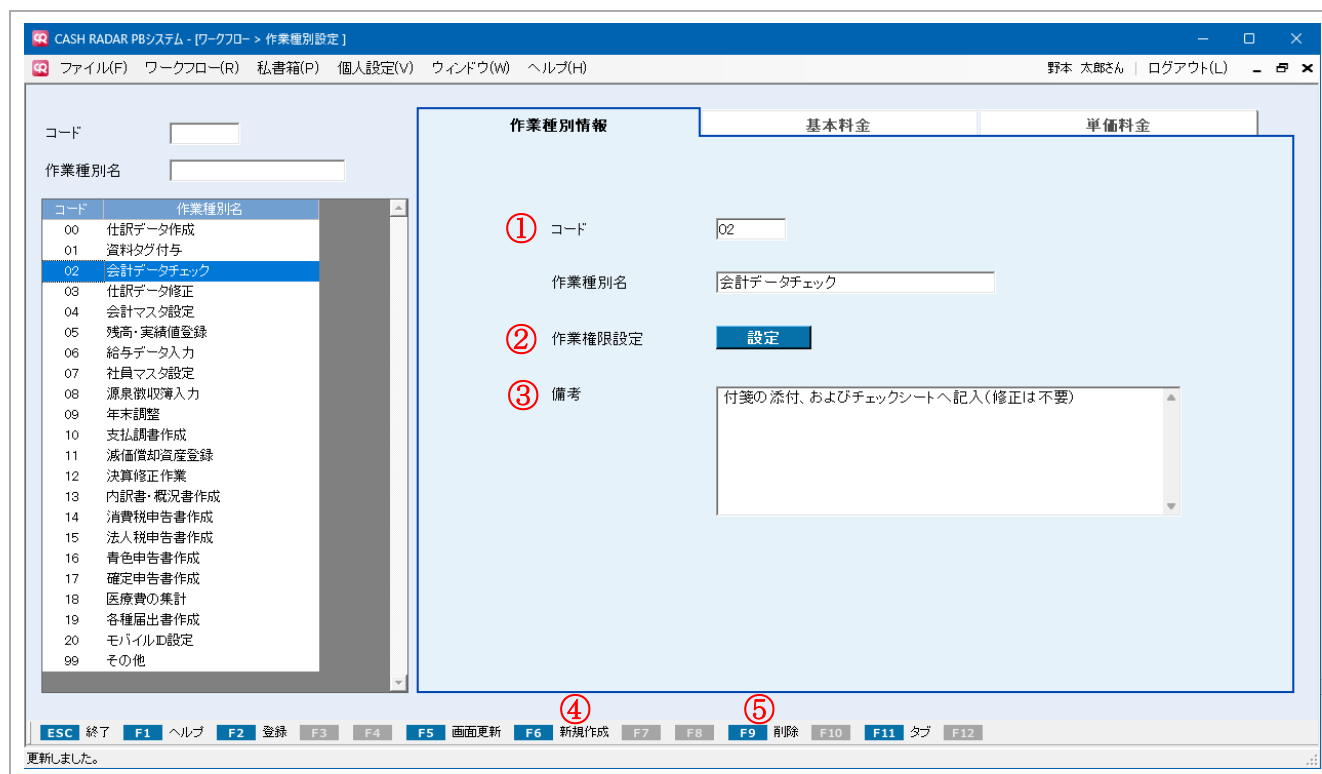 CASH RADAR PBシステム - [ワークフロー > 作業種別設定 ]
ファイル(F) ワークフロー(R) 私書箱(P) 個人設定(V) ウィンドウ(W) ヘルプ(H) 野本 太郎さん | ログアウト(L)
コード
作業種別名
コード 作業種別名
00 仕訳データ作成
01 資料タグ付与
02 会計データチェック
03 仕訳データ修正
04 会計マスタ設定
05 残高・実績値登録
06 給与データ入力
07 社員マスタ設定
08 源泉徴収簿入力
09 年末調整
10 支払調書作成
11 減価償却資産登録
12 決算修正作業
13 内訳書・概況書作成
14 消費税申告書作成
15 法人税申告書作成
16 青色申告書作成
17 確定申告書作成
18 医療費の集計
19 各種届出書作成
20 モバイルID設定
99 その他
作業種別情報 基本料金 単価料金
① コード 02
作業種別名 会計データチェック
② 作業権限設定 設定
③ 備考 付箋の添付、およびチェックシートへ記入(修正は不要)
④ ⑤
ESC 終了 F1 ヘルプ F2 登録 F3 F4 F5 画面更新 F6 新規作成 F7 F8 F9 削除 F10 F11 タブ F12
更新しました。